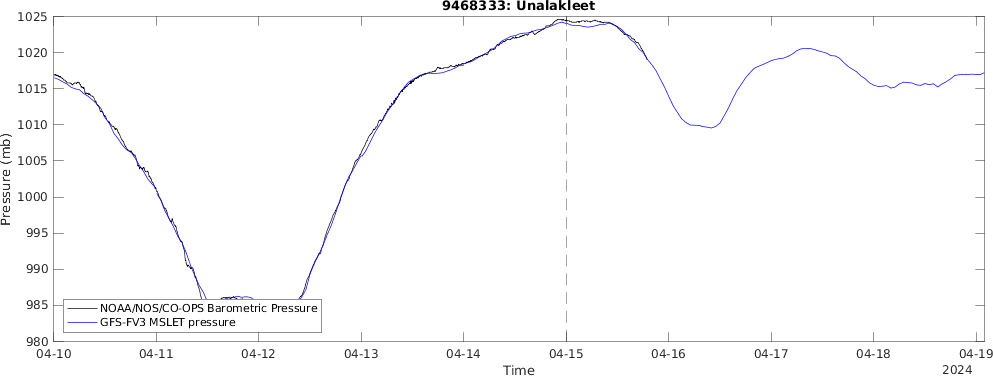 9468333: Unalakleet
1025
1020
1015
1010
1005
1000
995
990
985
980
Pressure (mb)
NOAA/NOS/CO-OPS Barometric Pressure
GFS-FV3 MSLET pressure
04-10 04-11 04-12 04-13 04-14 04-15 04-16 04-17 04-18 04-19
Time
2024